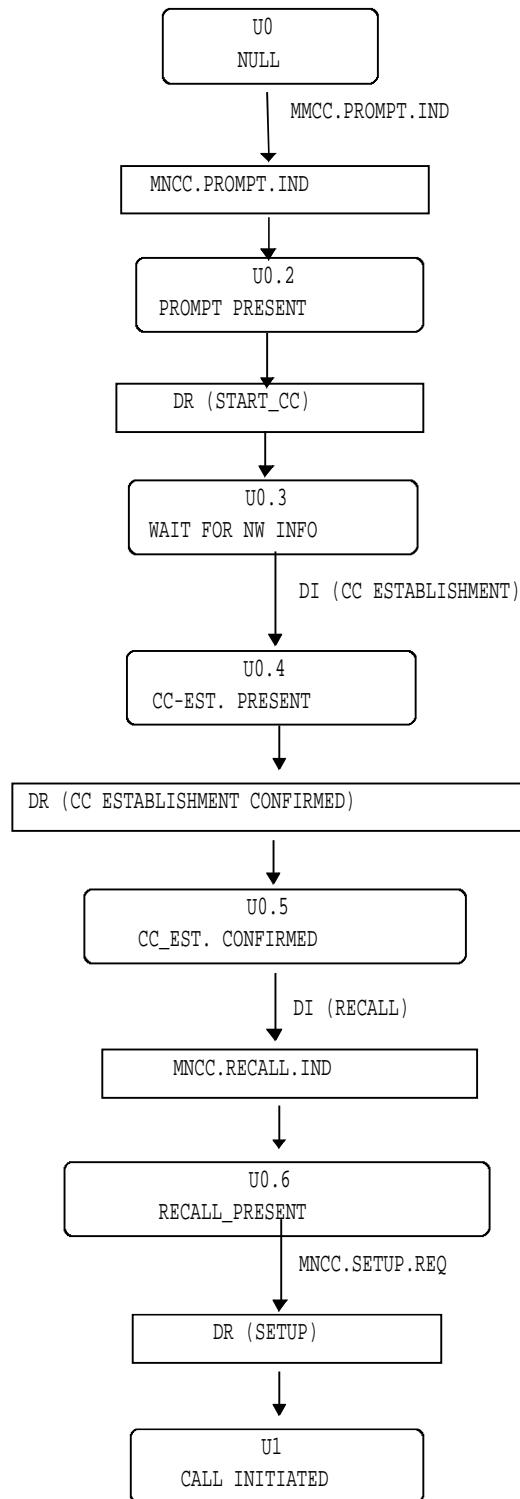 U0
NULL
MMCC.PROMPT.IND
MNCC.PROMPT.IND
U0.2
PROMPT PRESENT
DR (START_CC)
U0.3
WAIT FOR NW INFO
DI (CC ESTABLISHMENT)
U0.4
CC-EST. PRESENT
DR (CC ESTABLISHMENT CONFIRMED)
U0.5
CC_EST. CONFIRMED
DI (RECALL)
MNCC.RECALL.IND
U0.6
RECALL_PRESENT
MNCC.SETUP.REQ
DR (SETUP)
U1
CALL INITIATED